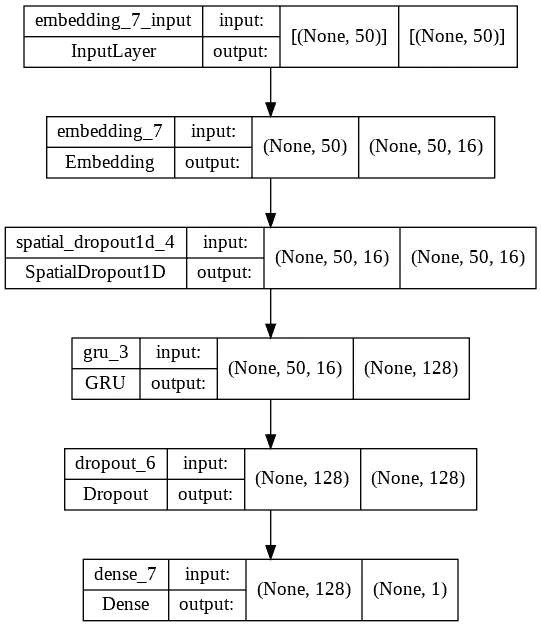 embedding_7_input input: [(None, 50)] [(None, 50)]
InputLayer output:
embedding_7 input: (None, 50) (None, 50, 16)
Embedding output:
spatial_dropout1d_4 input: (None, 50, 16) (None, 50, 16)
SpatialDropout1D output:
gru_3 input: (None, 50, 16) (None, 128)
GRU output:
dropout_6 input: (None, 128) (None, 128)
Dropout output:
dense_7 input: (None, 128) (None, 1)
Dense output: